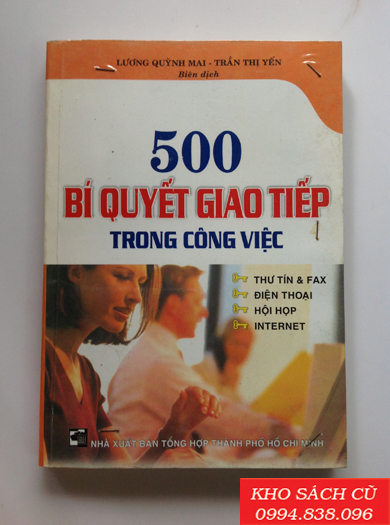 LƯƠNG QUỲNH MAI - TRẦN THỊ YẾN
Biên dịch
500
BÍ QUYẾT GIAO TIẾP
TRONG CÔNG VIỆC
THƯ TÍN & FAX
ĐIỆN THOẠI
HỘI HỌP
INTERNET
NHÀ XUẤT BẢN TỔNG HỢP THÀNH PHỐ HỒ CHÍ MINH
KHO SÁCH CŨ
0994.838.096